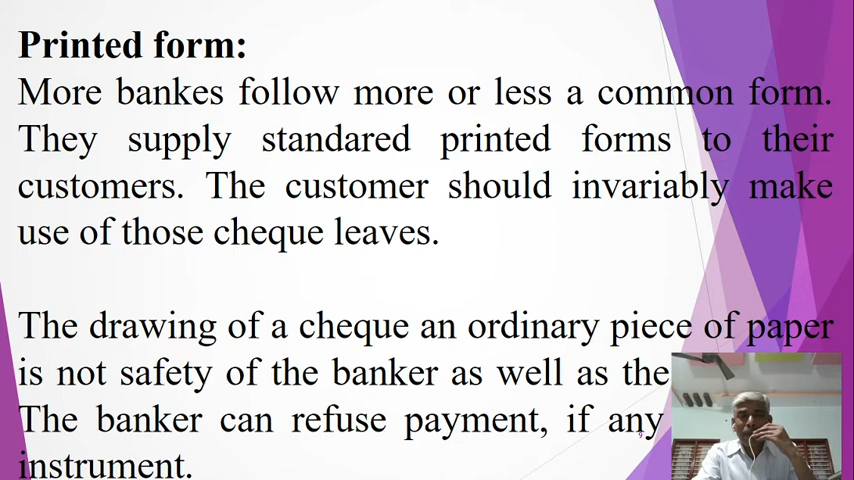 Printed form:
More bankes follow more or less a common form.
They supply standared printed forms to their
customers. The customer should invariably make
use of those cheque leaves.
The drawing of a cheque an ordinary piece of paper
is not safety of the banker as well as the
The banker can refuse payment, if any
instrument.
9